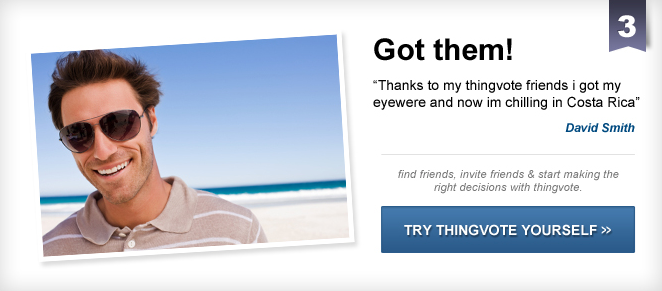 3
Got them!
“Thanks to my thingvote friends i got my
eyewere and now im chilling in Costa Rica”
David Smith
find friends, invite friends & start making the
right decisions with thingvote.
TRY THINGVOTE YOURSELF »